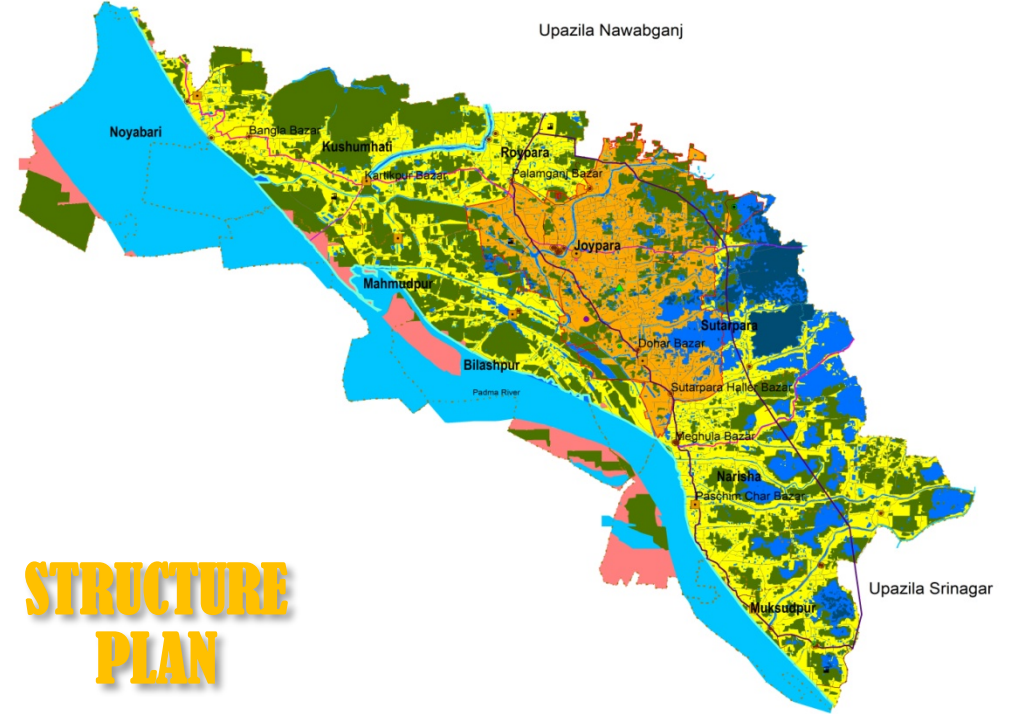 Upazila Nawabganj
Noyabari
Bangla Bazar
Kushumhati
Roypara
Kartikpur Bazar
Palamganj Bazar
Joypara
Mahmudpur
Sutarpara
Dohar Bazar
Bilashpur
Sutarpara Haller Bazar
Padma River
Meghula Bazar
Narisha
Paschim Char Bazar
Upazila Srinagar
Muksudpur
STRUCTURE
PLAN